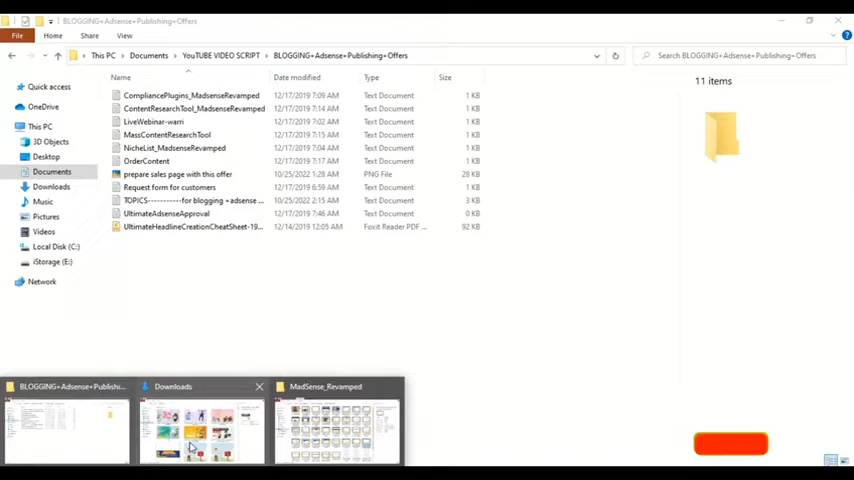 BLOGGING+Adsense+Publishing+Offers
File Home Share View
This PC Documents YouTUBE VIDEO SCRIPT BLOGGING+Adsense+Publishing+Offers
Search BLOGGING+Adsense+Publishing+Offers
Name Date modified Type Size
11 items
Quick access
OneDrive
This PC
3D Objects
Desktop
Documents
Downloads
Music
Pictures
Videos
Local Disk (C:)
iStorage (E:)
Network
CompliancePlugins_MadsenseRevamped 12/17/2019 7:09 AM Text Document 1 KB
ContentResearchTool_MadsenseRevamped 12/17/2019 7:14 AM Text Document 1 KB
LiveWebinar-warri 12/17/2019 7:04 AM Text Document 1 KB
MassContentResearchTool 12/17/2019 7:15 AM Text Document 1 KB
NicheList_MadsenseRevamped 12/17/2019 7:04 AM Text Document 1 KB
OrderContent 12/17/2019 7:17 AM Text Document 1 KB
prepare sales page with this offer 10/25/2022 1:28 AM PNG File 28 KB
Request form for customers 12/17/2019 6:59 AM Text Document 1 KB
TOPICS-----------for blogging +adsense ... 10/25/2022 2:15 AM Text Document 3 KB
UltimateAdsenseApproval 12/17/2019 7:46 AM Text Document 0 KB
UltimateHeadlineCreationCheatSheet-19... 12/14/2019 12:05 AM Foxit Reader PDF ... 92 KB
BLOGGING+Adsense+Publishi... Downloads MadSense_Revamped